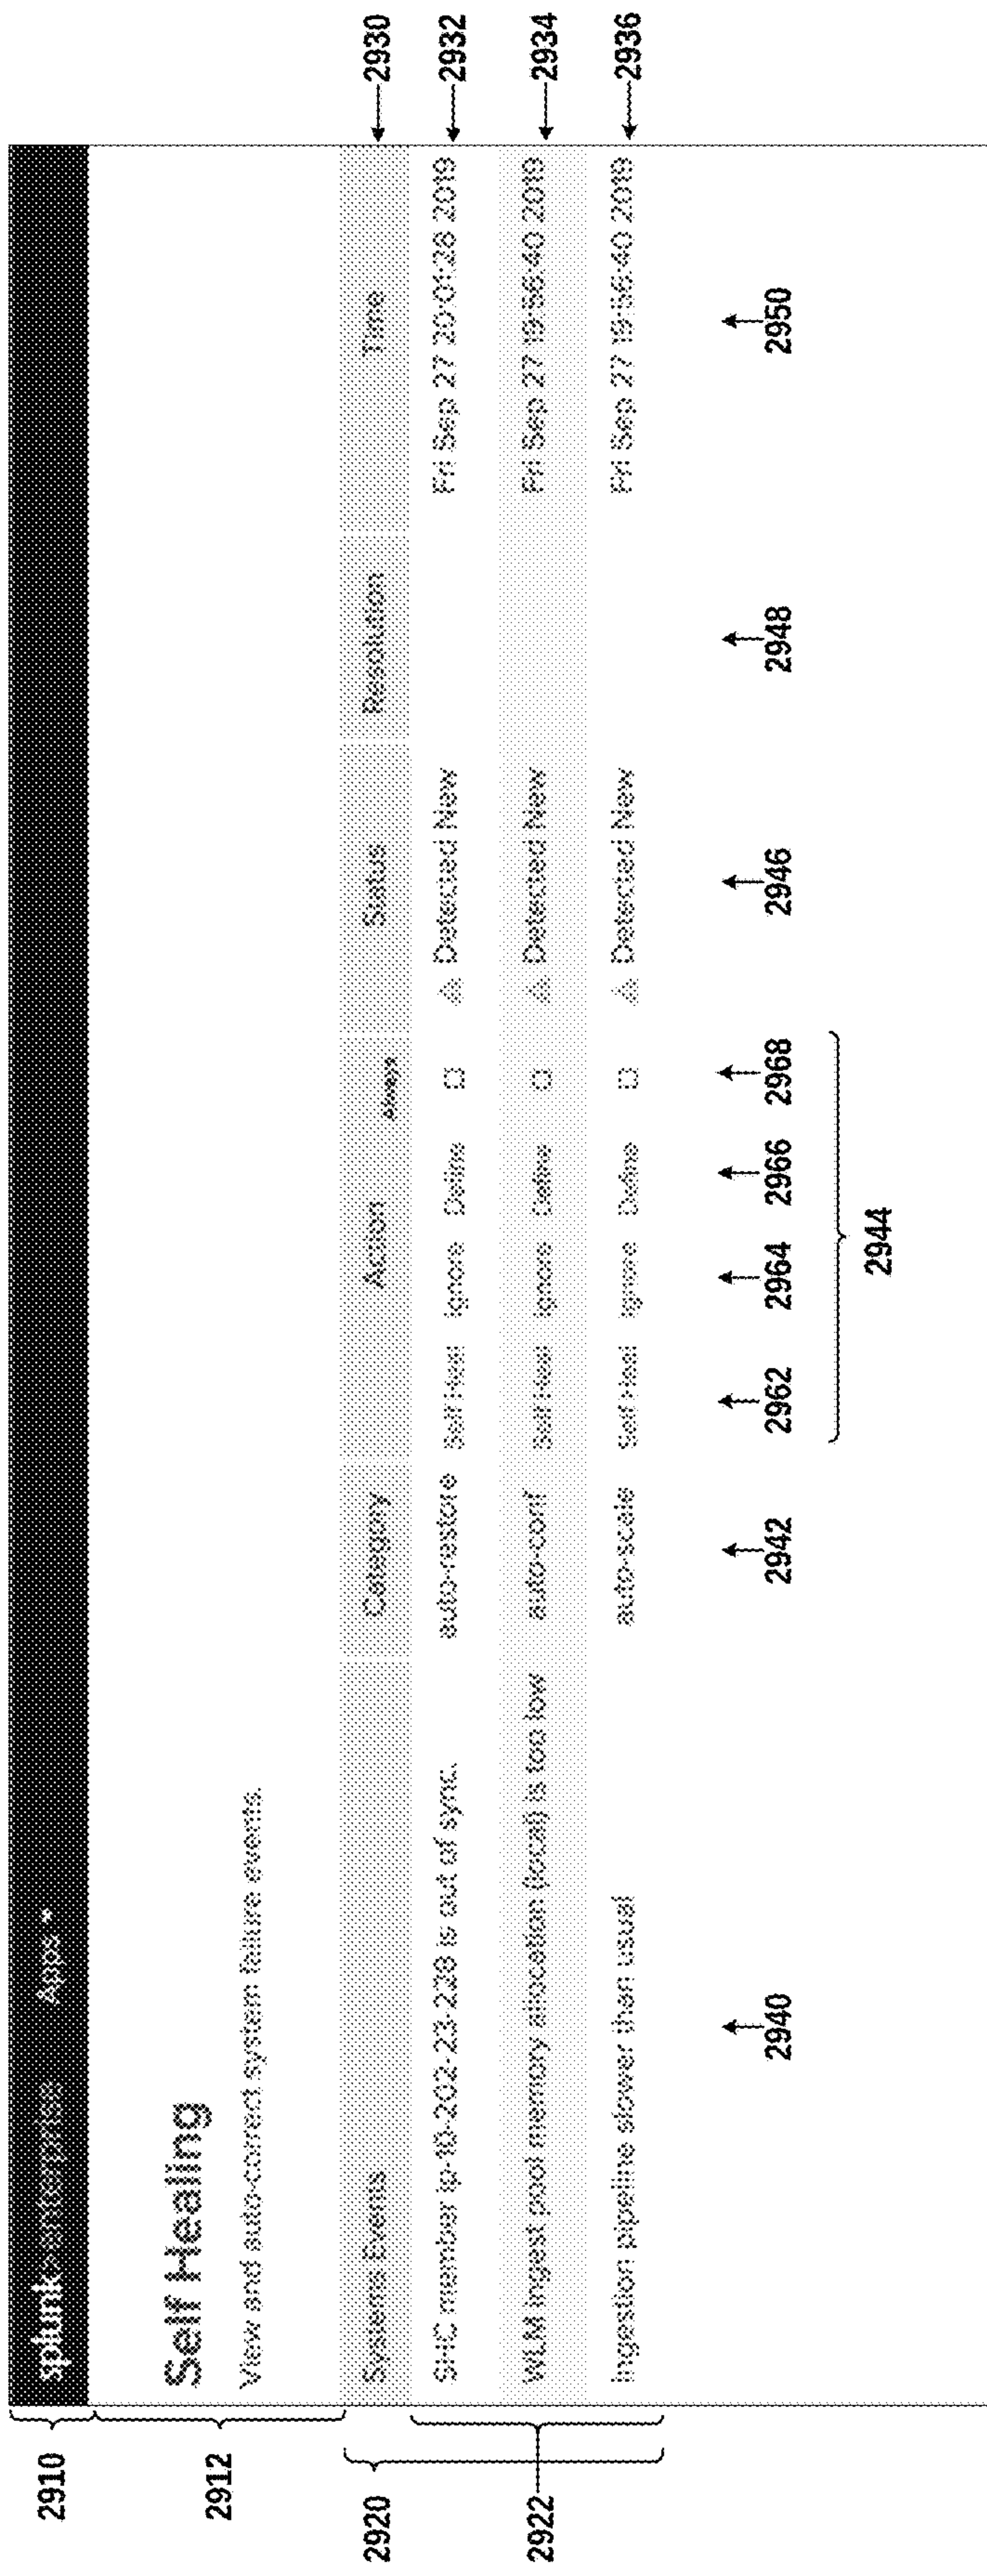 splunk>enterprise Apps
Self Healing
View and auto-correct system failure events.
Systems Events Category Action Always Status Resolution Time
SHC member ip-10-202-23-228 is out of sync. auto-restore Self Heal Ignore Define Detected New Fri Sep 27 20:01:28 2019
WLM ingest pool memory allocation (local) is too low auto-conf Self Heal Ignore Define Detected New Fri Sep 27 19:56:40 2019
Ingestion pipeline slower than usual auto-scale Self Heal Ignore Define Detected New Fri Sep 27 19:56:40 2019
2910
2912
2920
2922
2930
2932
2934
2936
2940 2942 2962 2964 2966 2968 2946 2948 2950
2944